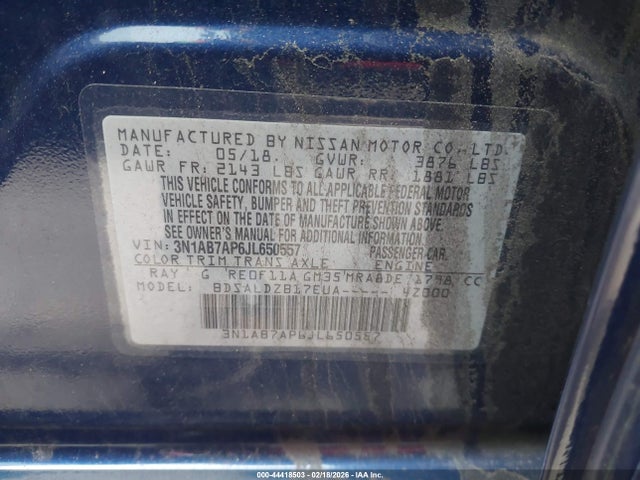 MANUFACTURED BY NISSAN MOTOR CO., LTD.
DATE: 05/18. GVWR: 3876 LBS
GAWR FR: 2143 LBS GAWR RR: 1881 LBS
THIS VEHICLE CONFORMS TO ALL APPLICABLE FEDERAL MOTOR
VEHICLE SAFETY, BUMPER, AND THEFT PREVENTION STANDARDS
IN EFFECT ON THE DATE OF MANUFACTURE SHOWN ABOVE.
SEE OWNER'S MANUAL FOR ADDITIONAL INFORMATION.
VIN: 3N1AB7AP6JL650557 PASSENGER CAR
COLOR TRIM TRANS AXLE ENGINE
RAY G RE0F11A GM35 MRA8DE 1798 CC
MODEL: BDSALDZB17EUA----- 4Z000
3N1AB7AP6JL650557
000-44418503 - 02/18/2026 - IAA Inc.